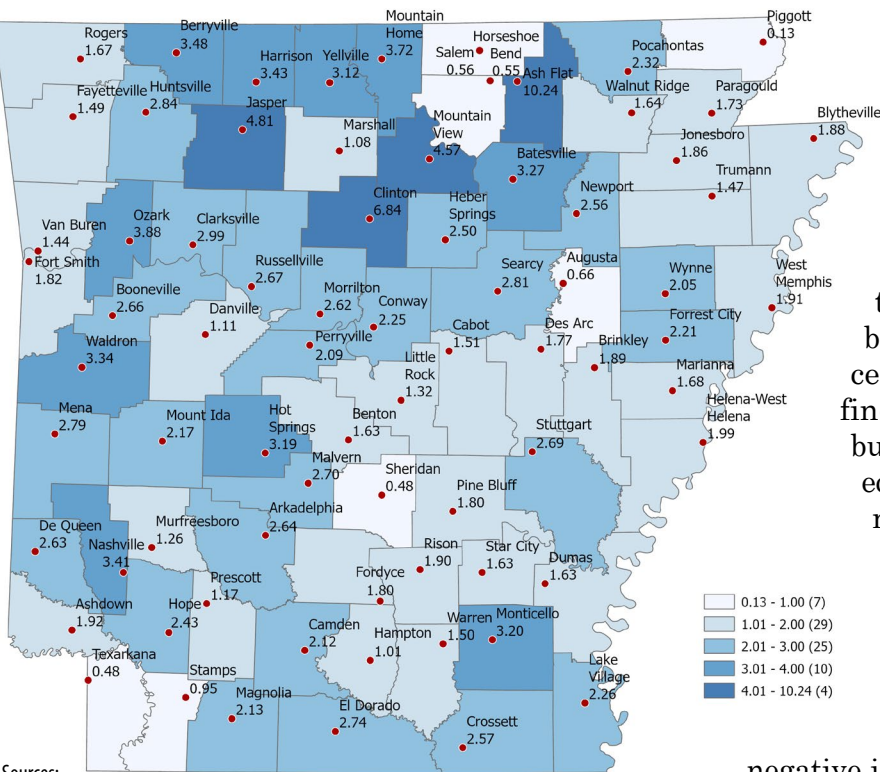 Rogers
1.67
Berryville
3.48
Harrison
3.43
Yellville
3.12
Mountain
Home
3.72
Horseshoe
Bend
0.55
Salem
0.56
Ash Flat
10.24
Pocahontas
2.32
Piggott
0.13
Fayetteville
1.49
Huntsville
2.84
Jasper
4.81
Marshall
1.08
Mountain
View
4.57
Walnut Ridge
1.64
Paragould
1.73
Blytheville
1.88
Jonesboro
1.86
Batesville
3.27
Trumann
1.47
Newport
2.56
Clinton
6.84
Heber
Springs
2.50
Van Buren
1.44
Fort Smith
1.82
Ozark
3.88
Clarksville
2.99
Russellville
2.67
Searcy
2.81
Augusta
0.66
Wynne
2.05
West
Memphis
1.91
Booneville
2.66
Danville
1.11
Morrilton
2.62
Conway
2.25
Forrest City
2.21
Waldron
3.34
Perryville
2.09
Cabot
1.51
Des Arc
1.77
Brinkley
1.89
Marianna
1.68
Little
Rock
1.32
Helena-West
Helena
1.99
Mena
2.79
Mount Ida
2.17
Hot
Springs
3.19
Benton
1.63
Stuttgart
2.69
Malvern
2.70
Sheridan
0.48
Pine Bluff
1.80
De Queen
2.63
Nashville
3.41
Murfreesboro
1.26
Arkadelphia
2.64
Rison
1.90
Star City
1.63
Dumas
1.63
Fordyce
1.80
Prescott
1.17
Ashdown
1.92
Hope
2.43
Camden
2.12
Hampton
1.01
Warren
1.50
Monticello
3.20
Texarkana
0.48
Stamps
0.95
Magnolia
2.13
El Dorado
2.74
Crossett
2.57
Lake
Village
2.26
0.13 - 1.00 (7)
1.01 - 2.00 (29)
2.01 - 3.00 (25)
3.01 - 4.00 (10)
4.01 - 10.24 (4)
t
b
ce
fin
bu
ec
Sources:
negative i